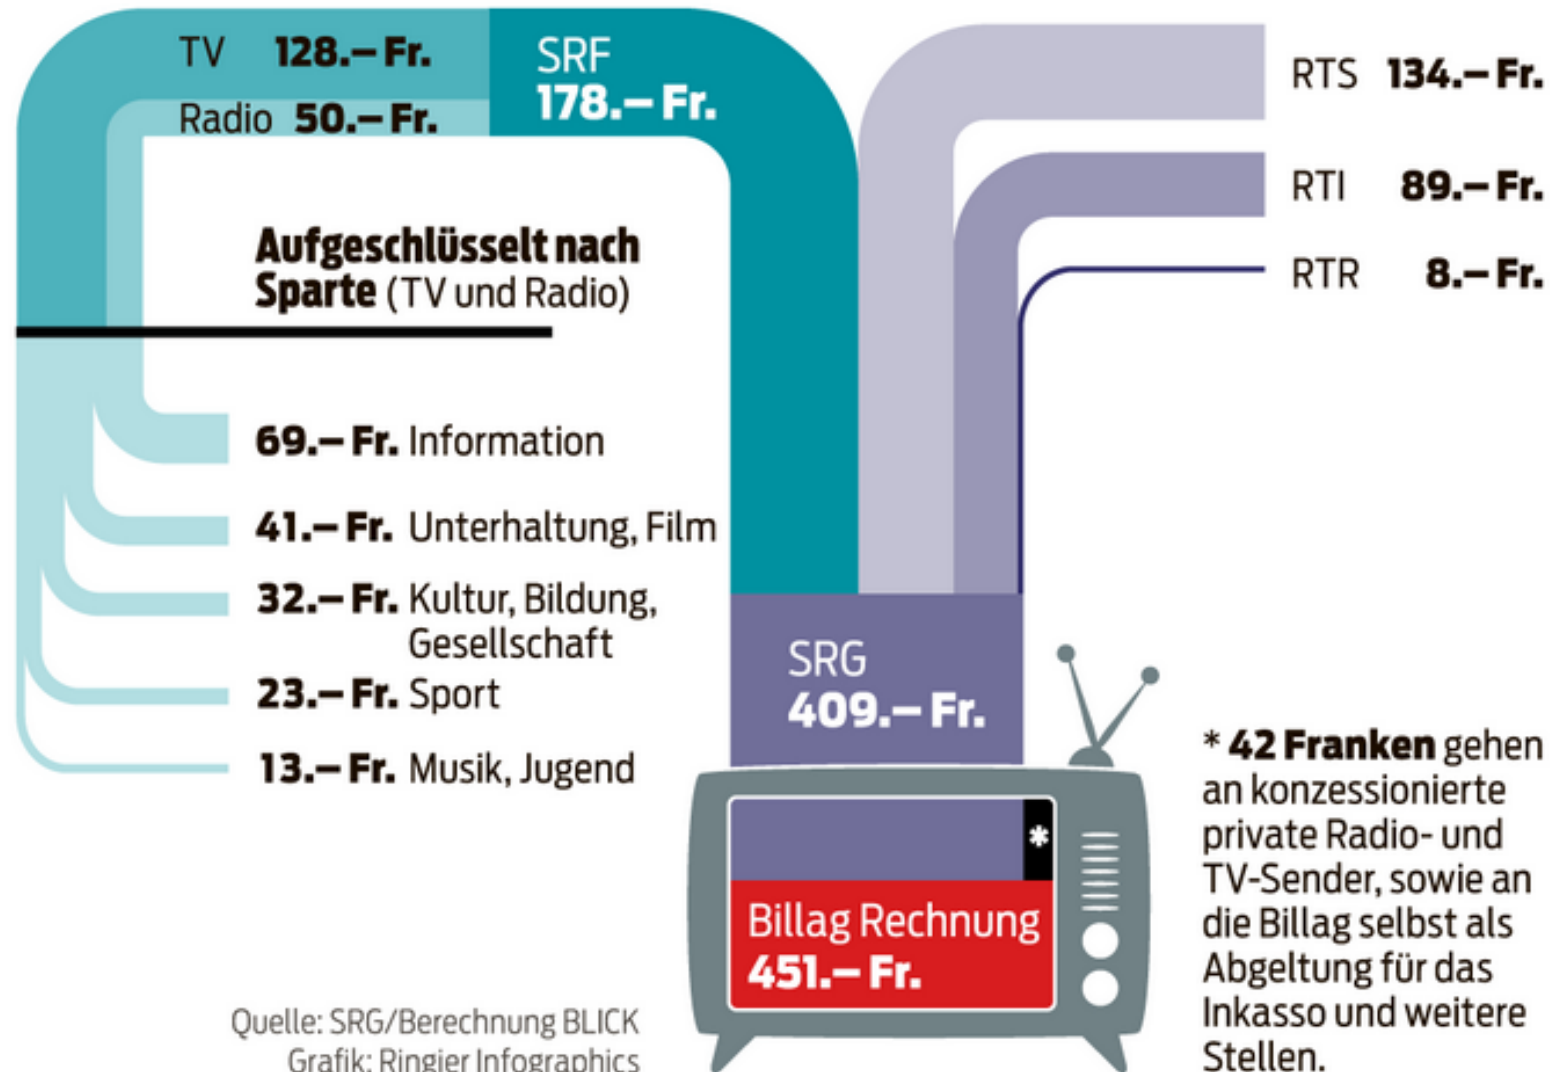 TV 128.– Fr.
Radio 50.– Fr.
SRF
178.– Fr.
RTS 134.– Fr.
RTI 89.– Fr.
RTR 8.– Fr.
Aufgeschlüsselt nach
Sparte (TV und Radio)
69.– Fr. Information
41.– Fr. Unterhaltung, Film
32.– Fr. Kultur, Bildung,
Gesellschaft
23.– Fr. Sport
13.– Fr. Musik, Jugend
SRG
409.– Fr.
*
Billag Rechnung
451.– Fr.
* 42 Franken gehen
an konzessionierte
private Radio- und
TV-Sender, sowie an
die Billag selbst als
Abgeltung für das
Inkasso und weitere
Stellen.
Quelle: SRG/Berechnung BLICK
Grafik: Ringier Infographics